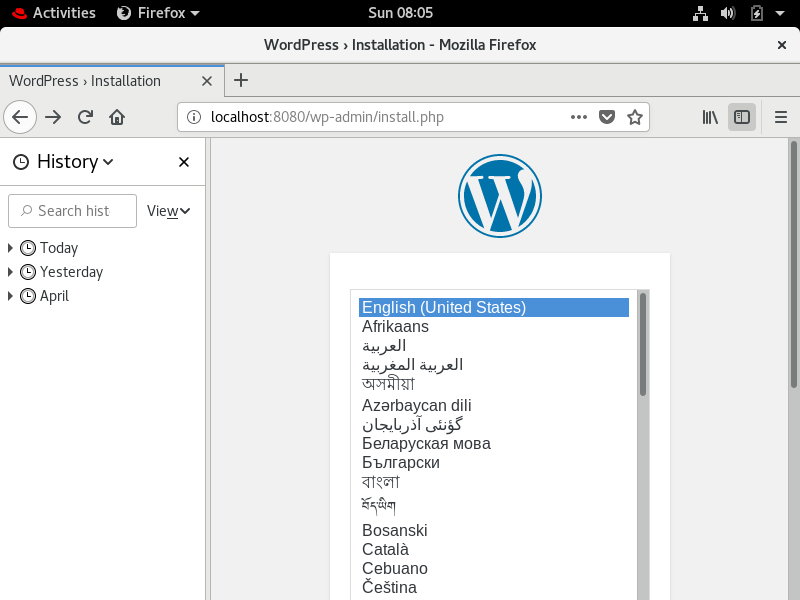 Activities Firefox Sun 08:05
WordPress › Installation - Mozilla Firefox
WordPress › Installation
localhost:8080/wp-admin/install.php
History
Search hist View
Today
Yesterday
April
English (United States)
Afrikaans
العربية
العربية المغربية
অসমীয়া
Azərbaycan dili
گؤنئی آذربایجان
Беларуская мова
Български
বাংলা
བོད་ཡིག
Bosanski
Català
Cebuano
Čeština